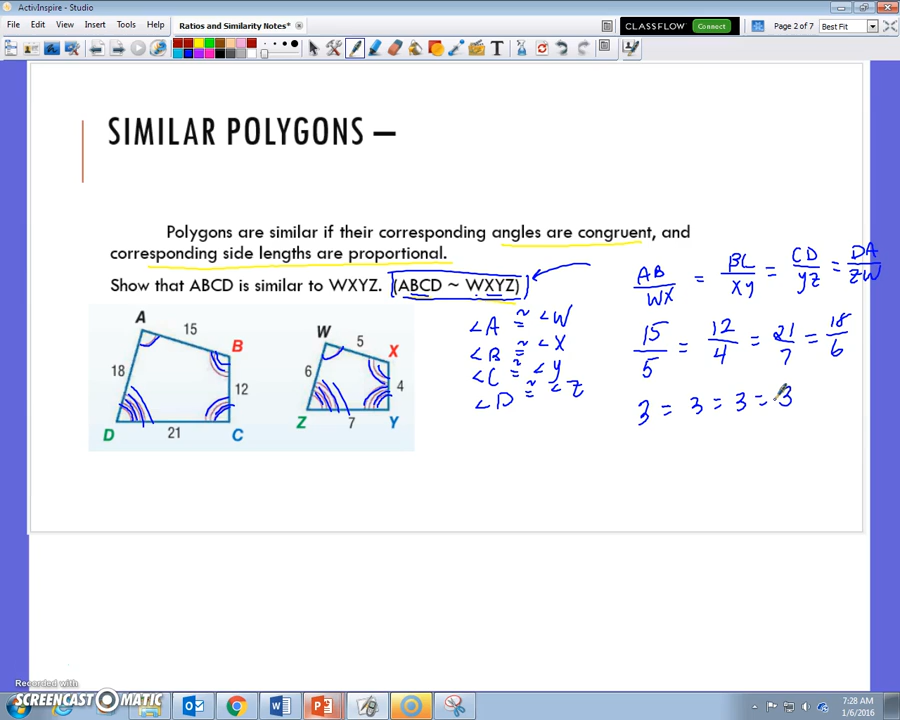 ActivInspire - Studio
File Edit View Insert Tools Help
Ratios and Similarity Notes*
CLASSFLOW Connect
Page 2 of 7
Best Fit
SIMILAR POLYGONS –
Polygons are similar if their corresponding angles are congruent, and
corresponding side lengths are proportional.
Show that ABCD is similar to WXYZ. (ABCD ~ WXYZ)
AB/WX = BC/XY = CD/YZ = DA/ZW
∠A ≅ ∠W
∠B ≅ ∠X
∠C ≅ ∠Y
∠D ≅ ∠Z
15/5 = 12/4 = 21/7 = 18/6
3 = 3 = 3 = 3
A
15
B
18
12
D
21
C
W
5
X
6
4
Z
7
Y
Recorded with
SCREENCAST-O-MATIC
7:28 AM
1/6/2016